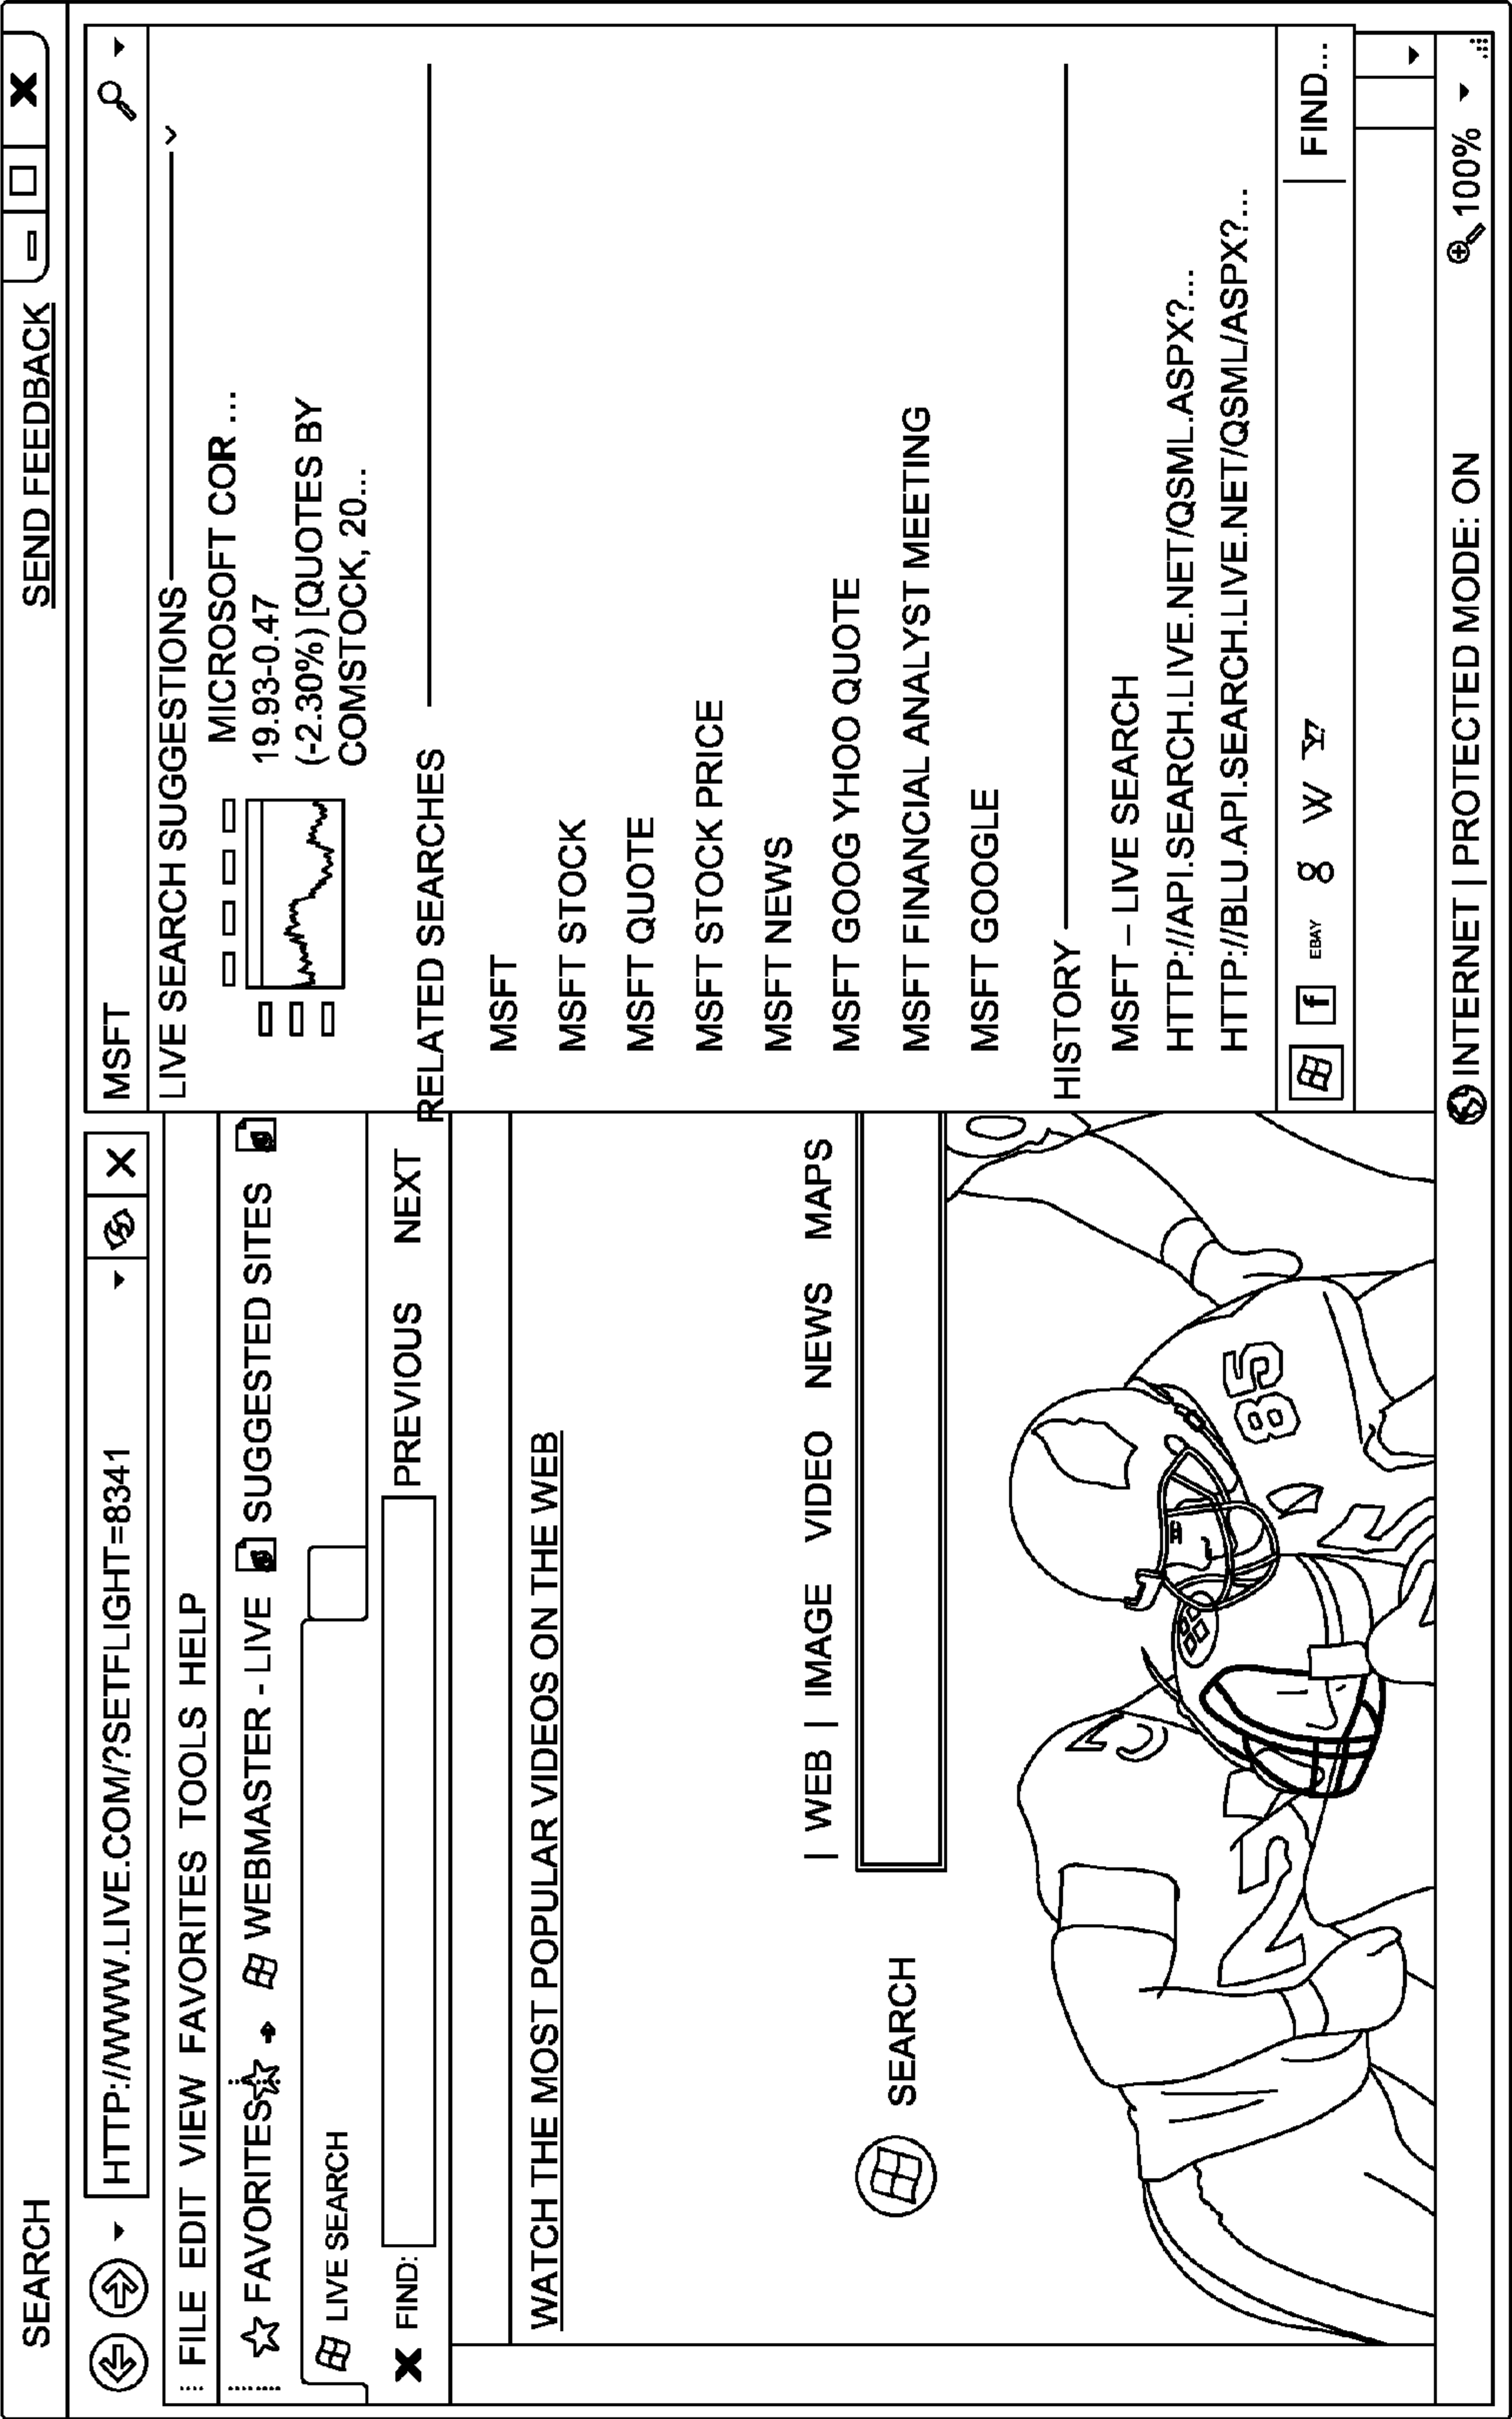 SEARCH
SEND FEEDBACK
HTTP://WWW.LIVE.COM/?SETFLIGHT=8341
MSFT
FILE EDIT VIEW FAVORITES TOOLS HELP
FAVORITES
WEBMASTER - LIVE
SUGGESTED SITES
LIVE SEARCH
FIND:
PREVIOUS NEXT
WATCH THE MOST POPULAR VIDEOS ON THE WEB
| WEB | IMAGE VIDEO NEWS MAPS
SEARCH
85
LIVE SEARCH SUGGESTIONS
MICROSOFT COR ...
19.93-0.47
(-2.30%) [QUOTES BY
COMSTOCK, 20...
RELATED SEARCHES
MSFT
MSFT STOCK
MSFT QUOTE
MSFT STOCK PRICE
MSFT NEWS
MSFT GOOG YHOO QUOTE
MSFT FINANCIAL ANALYST MEETING
MSFT GOOGLE
HISTORY
MSFT – LIVE SEARCH
HTTP://API.SEARCH.LIVE.NET/QSML.ASPX?...
HTTP://BLU.API.SEARCH.LIVE.NET/QSML/ASPX?...
f EBAY g W Y! FIND...
INTERNET | PROTECTED MODE: ON
100%